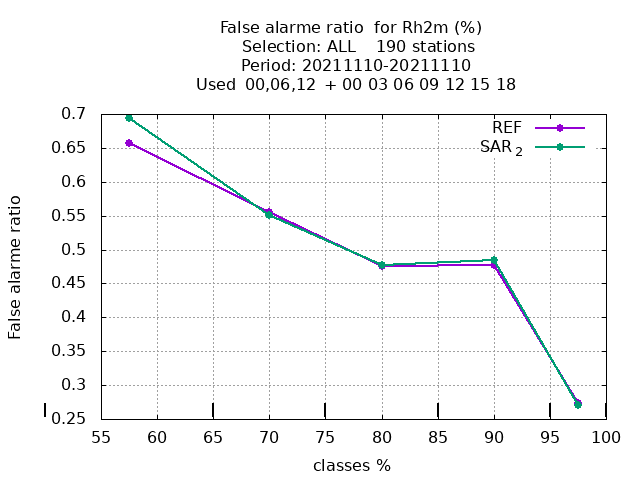 False alarme ratio  for Rh2m (%)
Selection: ALL    190 stations
Period: 20211110-20211110
Used  00,06,12  + 00 03 06 09 12 15 18
REF
SAR 2
0.7
0.65
0.6
0.55
0.5
0.45
0.4
0.35
0.3
0.25
False alarme ratio
55 60 65 70 75 80 85 90 95 100
classes %